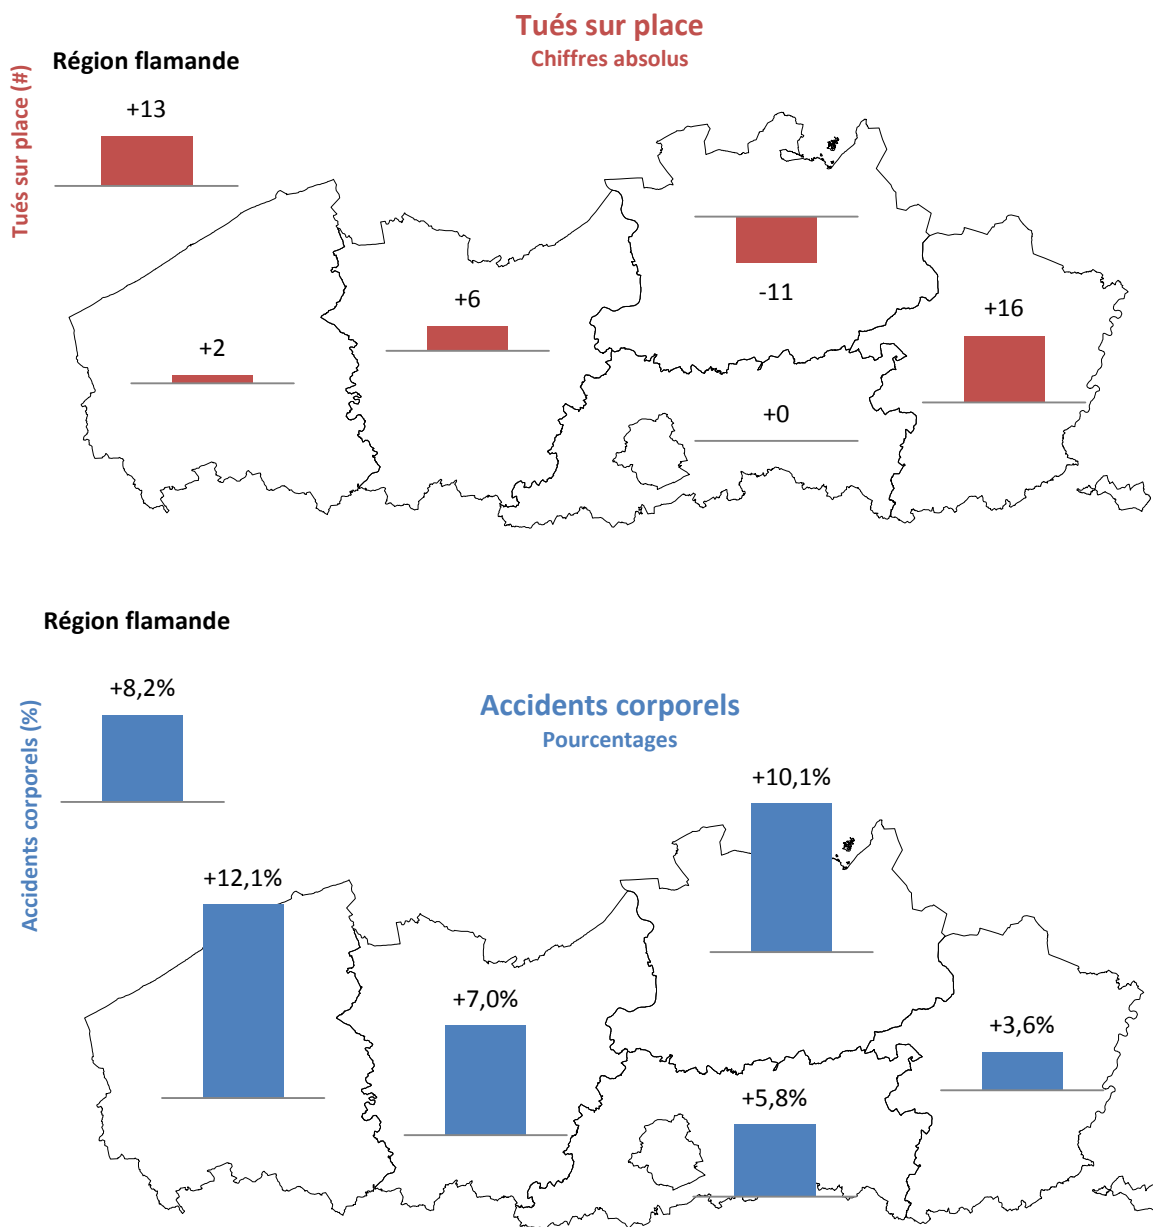 Tués sur place
Chiffres absolus
Région flamande
Tués sur place (#)
+13
+2
+6
-11
+16
+0
Région flamande
Accidents corporels (%)
+8,2%
Accidents corporels
Pourcentages
+10,1%
+12,1%
+7,0%
+3,6%
+5,8%